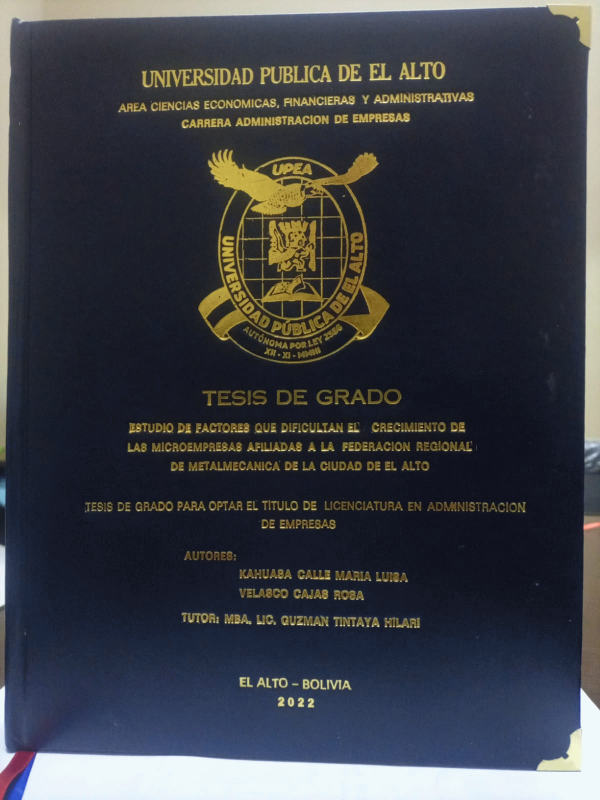 UNIVERSIDAD PUBLICA DE EL ALTO
AREA CIENCIAS ECONOMICAS, FINANCIERAS Y ADMINISTRATIVAS
CARRERA ADMINISTRACION DE EMPRESAS
UPEA
UNIVERSIDAD PÚBLICA DE EL ALTO
AUTÓNOMA POR LEY 2556
XII - XI - MMIII
TESIS DE GRADO
ESTUDIO DE FACTORES QUE DIFICULTAN EL CRECIMIENTO DE
LAS MICROEMPRESAS AFILIADAS A LA FEDERACION REGIONAL
DE METALMECANICA DE LA CIUDAD DE EL ALTO
TESIS DE GRADO PARA OPTAR EL TÍTULO DE LICENCIATURA EN ADMINISTRACION
DE EMPRESAS
AUTORES:
KAHUASA CALLE MARIA LUISA
VELASCO CAJAS ROSA
TUTOR: MBA. LIC. GUZMAN TINTAYA HILARI
EL ALTO - BOLIVIA
2022